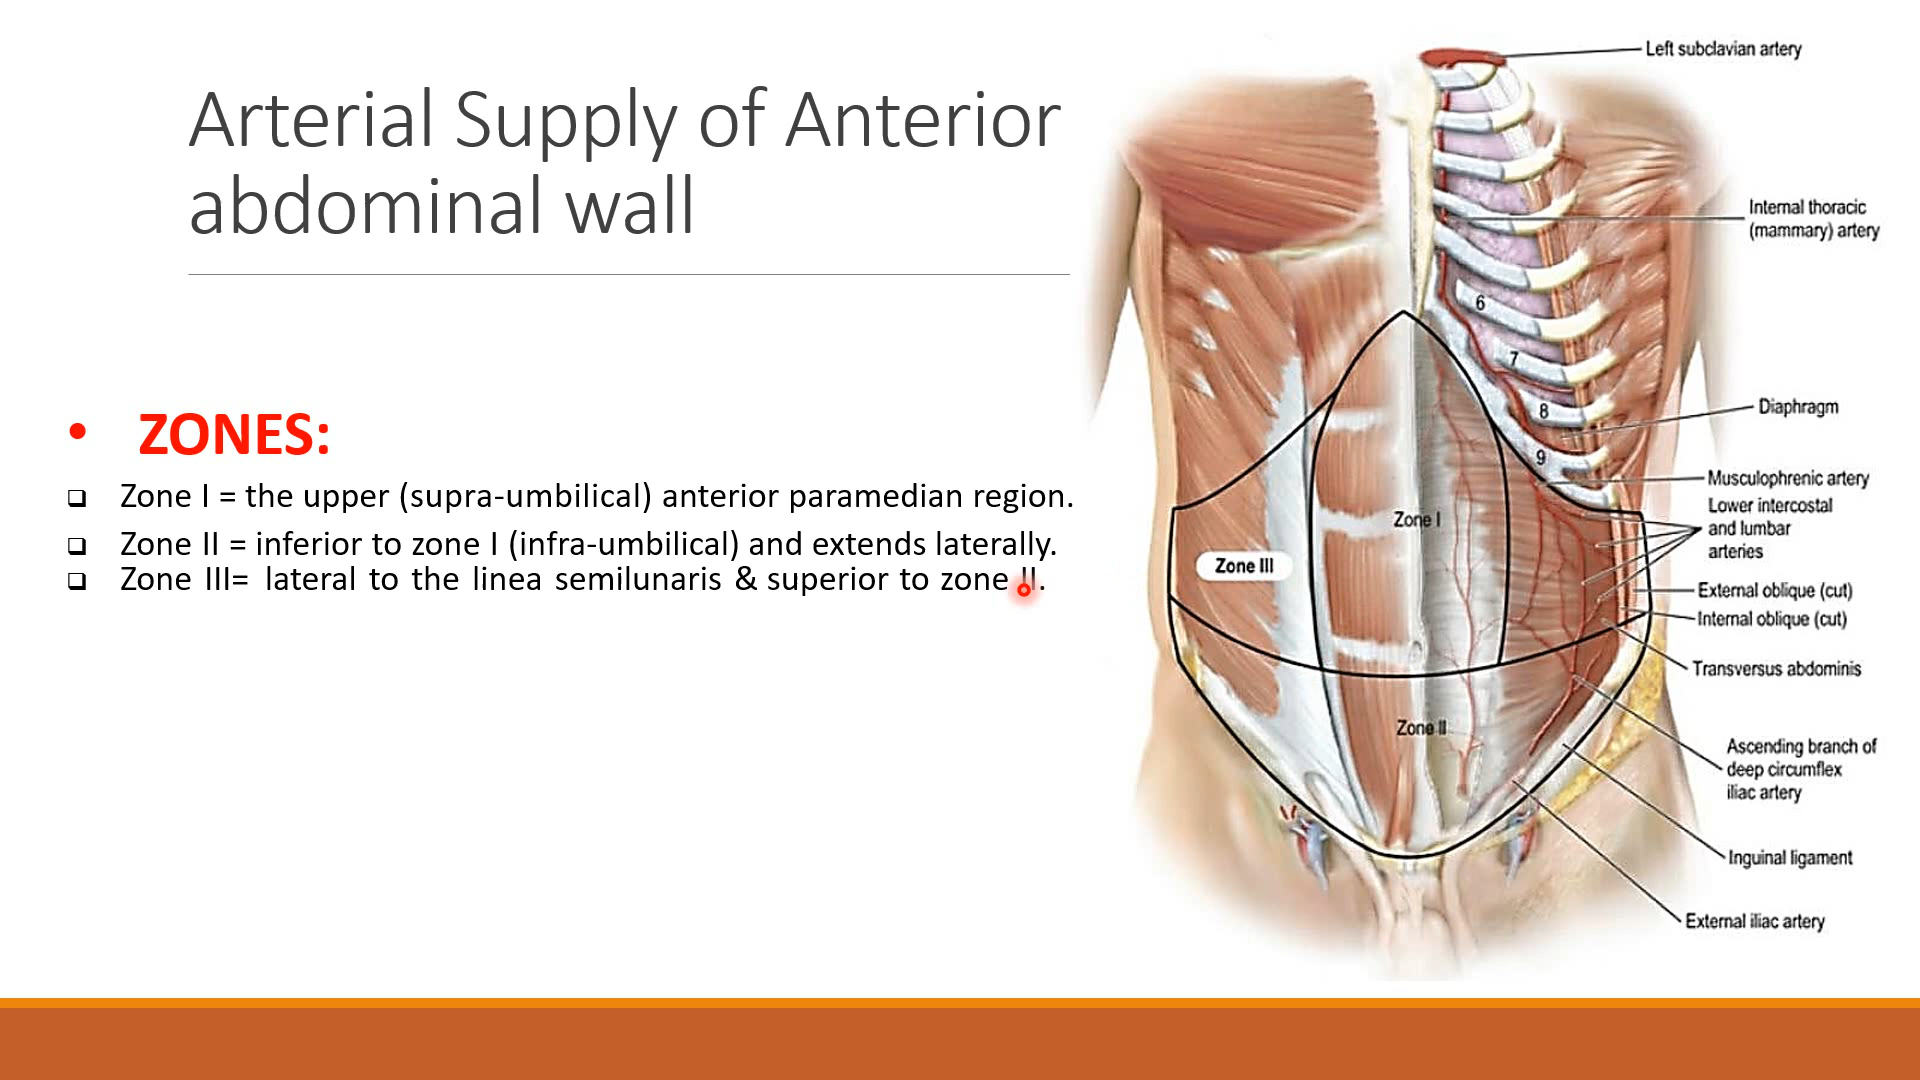 Arterial Supply of Anterior
abdominal wall
• ZONES:
❑ Zone I = the upper (supra-umbilical) anterior paramedian region.
❑ Zone II = inferior to zone I (infra-umbilical) and extends laterally.
❑ Zone III= lateral to the linea semilunaris & superior to zone II.
Left subclavian artery
Internal thoracic
(mammary) artery
6
7
8
9
Diaphragm
Musculophrenic artery
Lower intercostal
and lumbar
arteries
Zone I
Zone III
External oblique (cut)
Internal oblique (cut)
Transversus abdominis
Zone II
Ascending branch of
deep circumflex
iliac artery
Inguinal ligament
External iliac artery